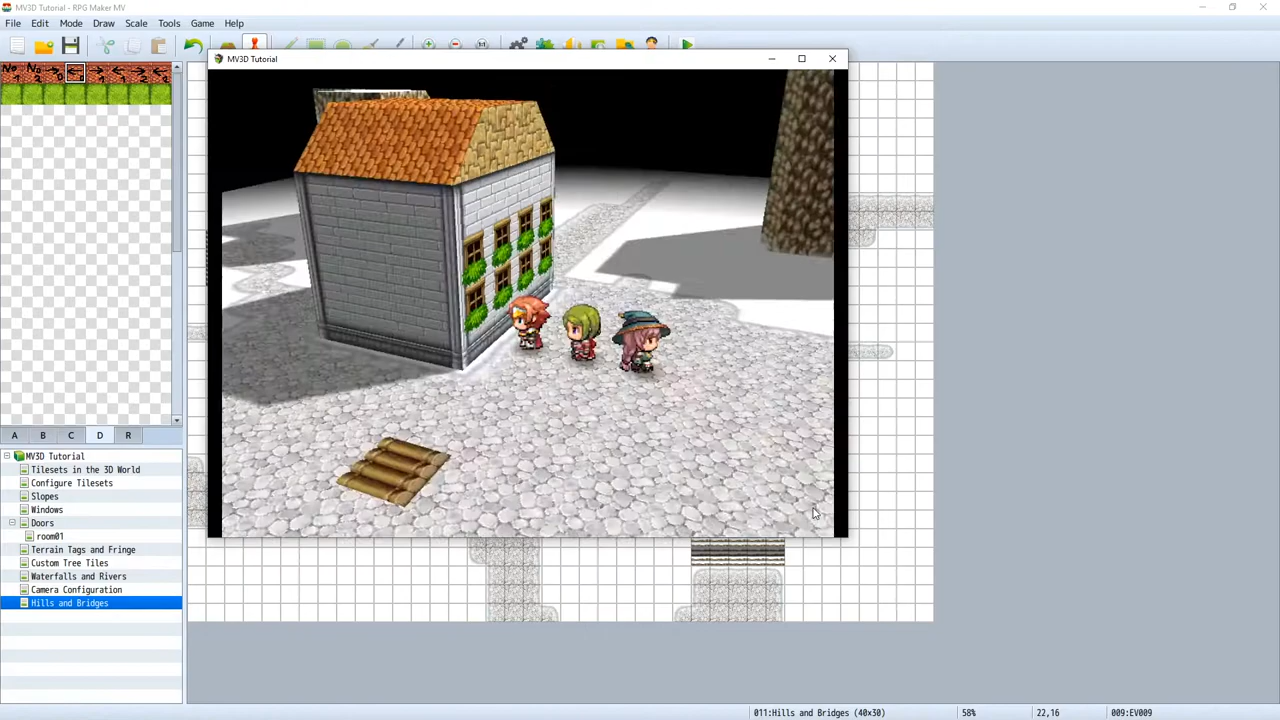 MV3D Tutorial - RPG Maker MV
File Edit Mode Draw Scale Tools Game Help
MV3D Tutorial
A B C D R
MV3D Tutorial
Tilesets in the 3D World
Configure Tilesets
Slopes
Windows
Doors
room01
Terrain Tags and Fringe
Custom Tree Tiles
Waterfalls and Rivers
Camera Configuration
Hills and Bridges
011:Hills and Bridges (40x30) 58% 22,16 009:EV009